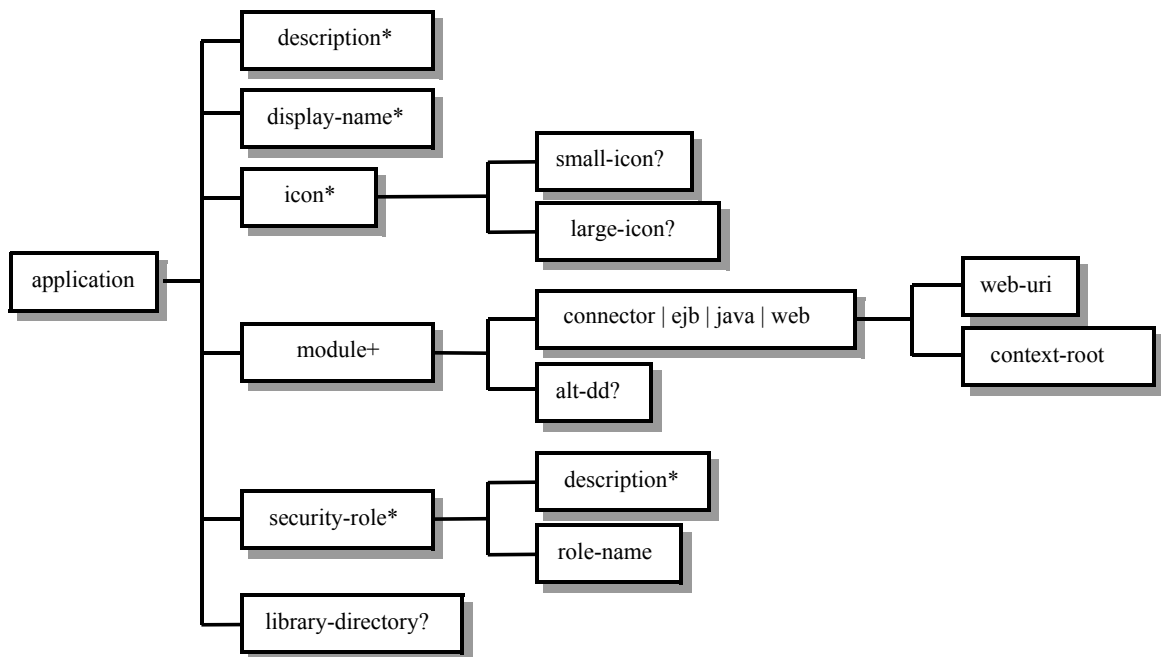 description*
display-name*
icon*
small-icon?
large-icon?
application
module+
connector | ejb | java | web
web-uri
context-root
alt-dd?
security-role*
description*
role-name
library-directory?